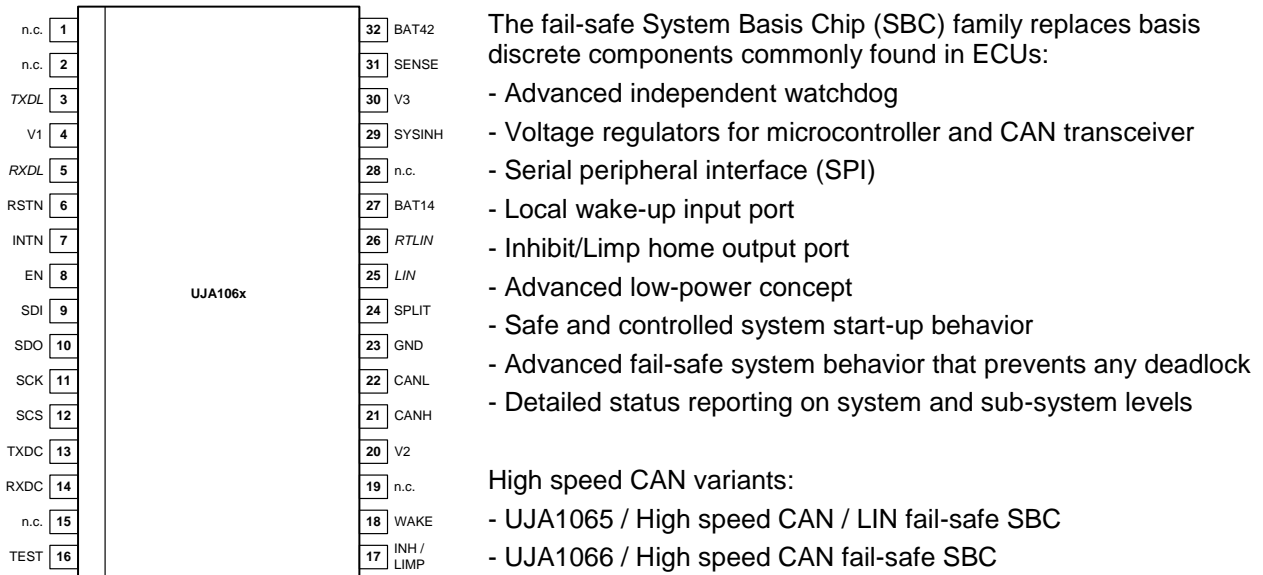 n.c. 1
n.c. 2
TXDL 3
V1 4
RXDL 5
RSTN 6
INTN 7
EN 8
SDI 9
SDO 10
SCK 11
SCS 12
TXDC 13
RXDC 14
n.c. 15
TEST 16
UJA106x
32 BAT42
31 SENSE
30 V3
29 SYSINH
28 n.c.
27 BAT14
26 RTLIN
25 LIN
24 SPLIT
23 GND
22 CANL
21 CANH
20 V2
19 n.c.
18 WAKE
17 INH /
LIMP
The fail-safe System Basis Chip (SBC) family replaces basis
discrete components commonly found in ECUs:
- Advanced independent watchdog
- Voltage regulators for microcontroller and CAN transceiver
- Serial peripheral interface (SPI)
- Local wake-up input port
- Inhibit/Limp home output port
- Advanced low-power concept
- Safe and controlled system start-up behavior
- Advanced fail-safe system behavior that prevents any deadlock
- Detailed status reporting on system and sub-system levels
High speed CAN variants:
- UJA1065 / High speed CAN / LIN fail-safe SBC
- UJA1066 / High speed CAN fail-safe SBC